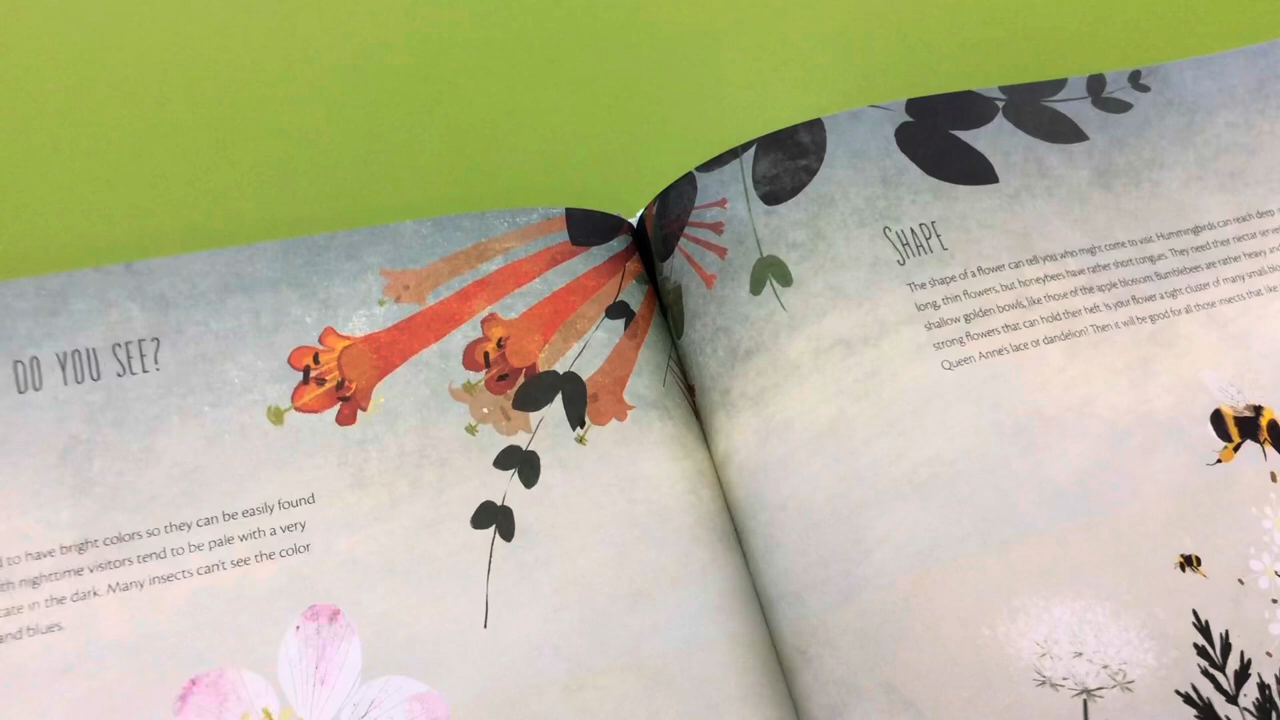 DO YOU SEE?
to have bright colors so they can be easily found
nighttime visitors tend to be pale with a very
in the dark. Many insects can't see the color
and blues.
SHAPE
The shape of a flower can tell you who might come to visit. Hummingbirds can reach deep
long, thin flowers, but honeybees have rather short tongues. They need their nectar
shallow golden bowls, like those of the apple blossom. Bumblebees are rather heavy and
strong flowers that can hold their heft. Is your flower a tight cluster of many small
Queen Anne's lace or dandelion? Then it will be good for all those insects that, like